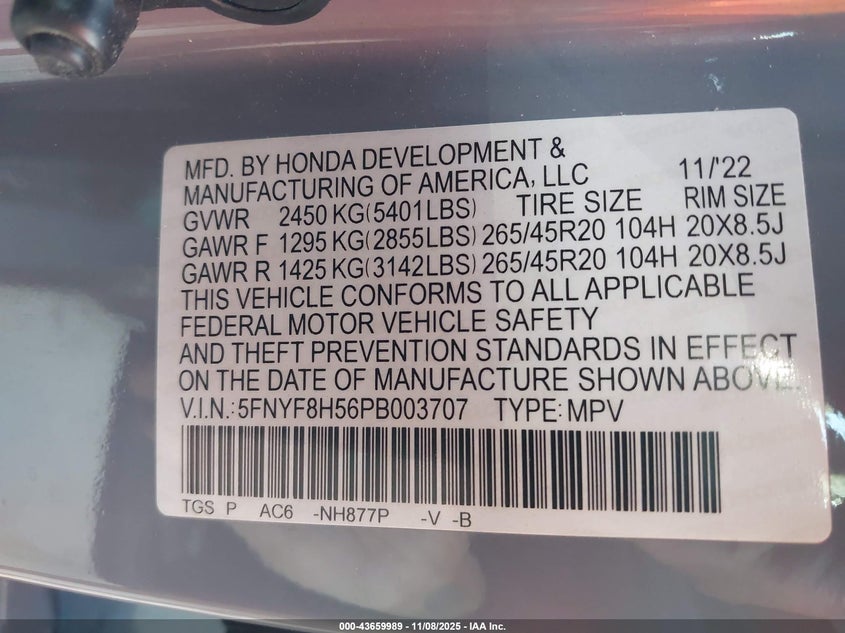 MFD. BY HONDA DEVELOPMENT &
MANUFACTURING OF AMERICA, LLC 11/'22
GVWR 2450 KG(5401LBS) TIRE SIZE RIM SIZE
GAWR F 1295 KG(2855LBS) 265/45R20 104H 20X8.5J
GAWR R 1425 KG(3142LBS) 265/45R20 104H 20X8.5J
THIS VEHICLE CONFORMS TO ALL APPLICABLE
FEDERAL MOTOR VEHICLE SAFETY
AND THEFT PREVENTION STANDARDS IN EFFECT
ON THE DATE OF MANUFACTURE SHOWN ABOVE.
V.I.N.:5FNYF8H56PB003707 TYPE:MPV
TGS P AC6 -NH877P -V -B
000-43659989 | 11/08/2025 - IAA Inc.